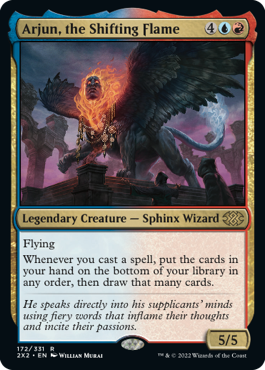 Arjun, the Shifting Flame 4
Legendary Creature — Sphinx Wizard
Flying
Whenever you cast a spell, put the cards in
your hand on the bottom of your library in
any order, then draw that many cards.
He speaks directly into his supplicants' minds
using fiery words that inflame their thoughts
and incite their passions.
5/5
172/331 R
2X2 • EN WILLIAN MURAI ™ & © 2022 Wizards of the Coast